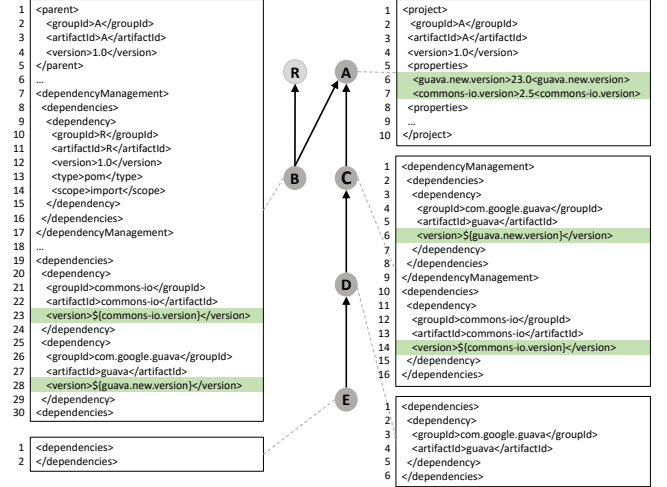 1 <parent>
2 <groupId>A</groupId>
3 <artifactId>A</artifactId>
4 <version>1.0</version>
5 </parent>
6 ...
7 <dependencyManagement>
8 <dependencies>
9 <dependency>
10 <groupId>R</groupId>
11 <artifactId>R</artifactId>
12 <version>1.0</version>
13 <type>pom</type>
14 <scope>import</scope>
15 </dependency>
16 </dependencies>
17 </dependencyManagement>
18 ...
19 <dependencies>
20 <dependency>
21 <groupId>commons-io</groupId>
22 <artifactId>commons-io</artifactId>
23 <version>${commons-io.version}</version>
24 </dependency>
25 <dependency>
26 <groupId>com.google.guava</groupId>
27 <artifactId>guava</artifactId>
28 <version>${guava.new.version}</version>
29 </dependency>
30 <dependencies>
1 <dependencies>
2 </dependencies>
R
A
B
C
D
E
1 <project>
2 <groupId>A</groupId>
3 <artifactId>A</artifactId>
4 <version>1.0</version>
5 <properties>
6 <guava.new.version>23.0<guava.new.version>
7 <commons-io.version>2.5<commons-io.version>
8 <properties>
9 ...
10 </project>
1 <dependencyManagement>
2 <dependencies>
3 <dependency>
4 <groupId>com.google.guava</groupId>
5 <artifactId>guava</artifactId>
6 <version>${guava.new.version}</version>
7 </dependency>
8 </dependencies>
9 </dependencyManagement>
10 <dependencies>
11 <dependency>
12 <groupId>commons-io</groupId>
13 <artifactId>commons-io</artifactId>
14 <version>${commons-io.version}</version>
15 </dependency>
16 </dependencies>
1 <dependencies>
2 <dependency>
3 <groupId>com.google.guava</groupId>
4 <artifactId>guava</artifactId>
5 </dependency>
6 </dependencies>